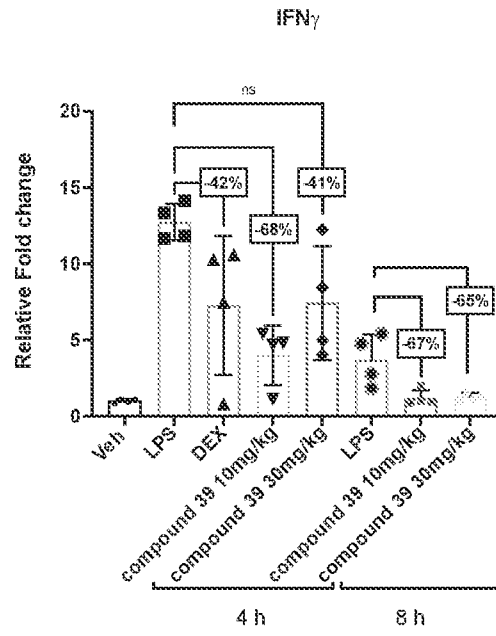 IFNγ
ns
Relative Fold change
20
15
10
5
0
-42%
-68%
-41%
-67%
-65%
Veh
LPS
DEX
compound 39 10mg/kg
compound 39 30mg/kg
LPS
compound 39 10mg/kg
compound 39 30mg/kg
4 h
8 h